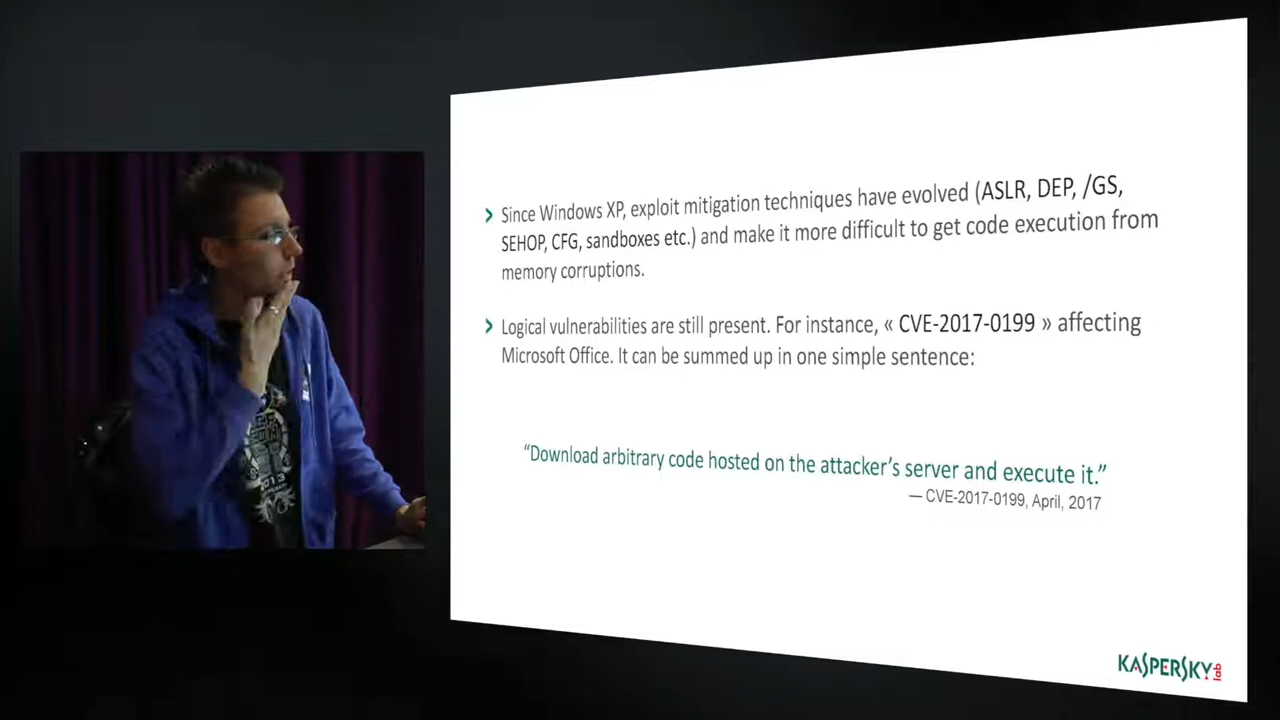 Since Windows XP, exploit mitigation techniques have evolved (ASLR, DEP, /GS,
SEHOP, CFG, sandboxes etc.) and make it more difficult to get code execution from
memory corruptions.
Logical vulnerabilities are still present. For instance, « CVE-2017-0199 » affecting
Microsoft Office. It can be summed up in one simple sentence:
“Download arbitrary code hosted on the attacker’s server and execute it.”
— CVE-2017-0199, April, 2017
KASPERSKY lab